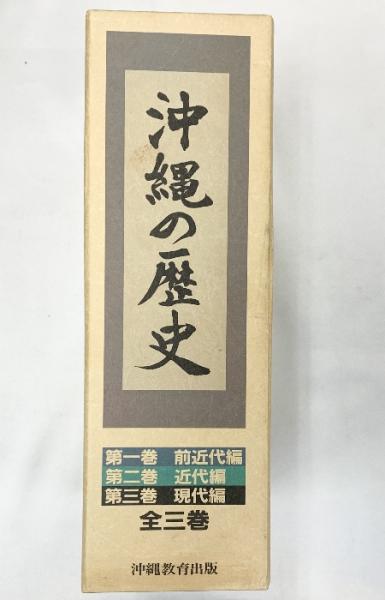 沖縄の歴史
第一巻 前近代編
第二巻 近代編
第三巻 現代編
全三巻
沖縄教育出版